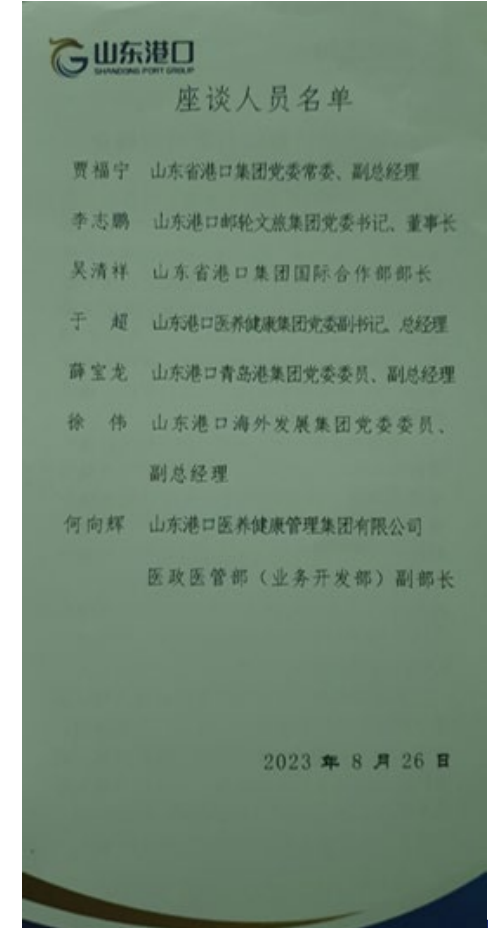 山东港口
SHANDONG PORT GROUP
座谈人员名单
贾福宁 山东省港口集团党委常委、副总经理
李志鹏 山东港口邮轮文旅集团党委书记、董事长
吴清祥 山东省港口集团国际合作部部长
于超 山东港口医养健康集团党委副书记、总经理
薛宝龙 山东港口青岛港集团党委委员、副总经理
徐伟 山东港口海外发展集团党委委员、
副总经理
何向辉 山东港口医养健康管理集团有限公司
医政医管部（业务开发部）副部长
2023年8月26日